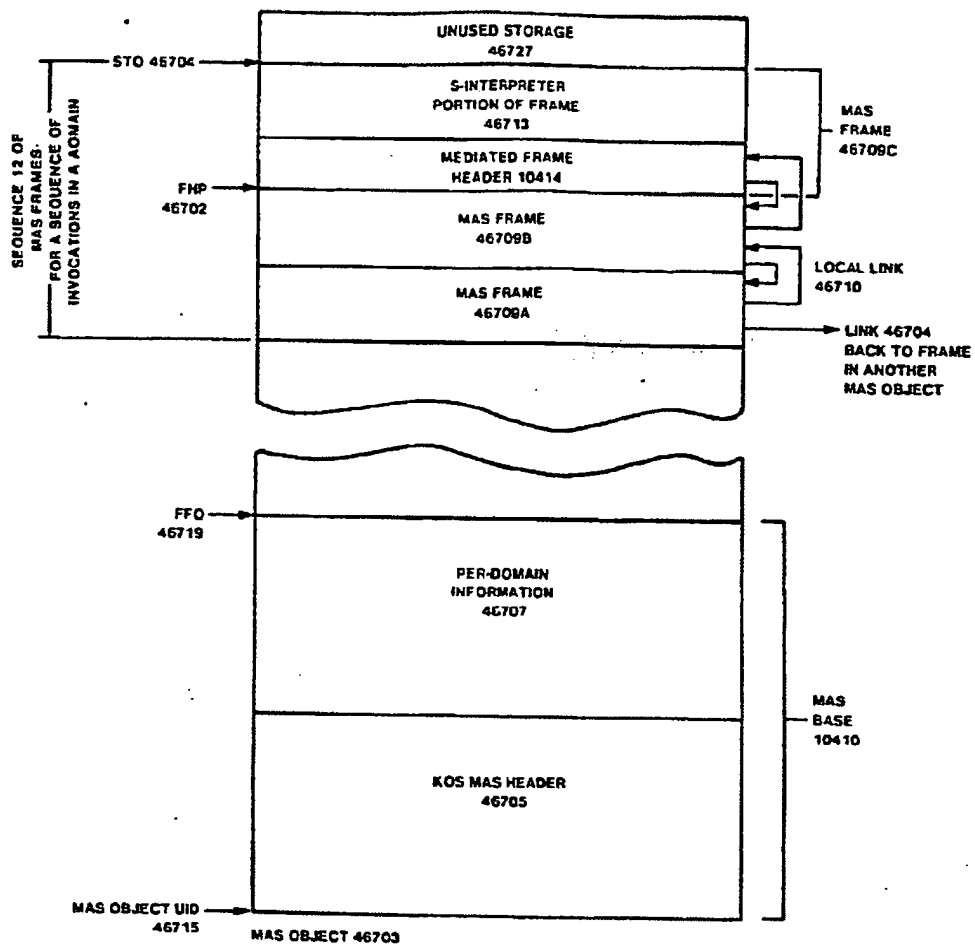 UNUSED STORAGE
46727
STO 46704
S-INTERPRETER
PORTION OF FRAME
46713
MAS
FRAME
46709C
MEDIATED FRAME
HEADER 10414
FHP
46702
MAS FRAME
46709B
SEQUENCE 12 OF
MAS FRAMES.
FOR A SEQUENCE OF
INVOCATIONS IN A AOMAIN
LOCAL LINK
46710
MAS FRAME
46709A
LINK 46704
BACK TO FRAME
IN ANOTHER
MAS OBJECT
FFO
46719
PER-DOMAIN
INFORMATION
46707
MAS
BASE
10410
KOS MAS HEADER
46705
MAS OBJECT UID
46715
MAS OBJECT 46703